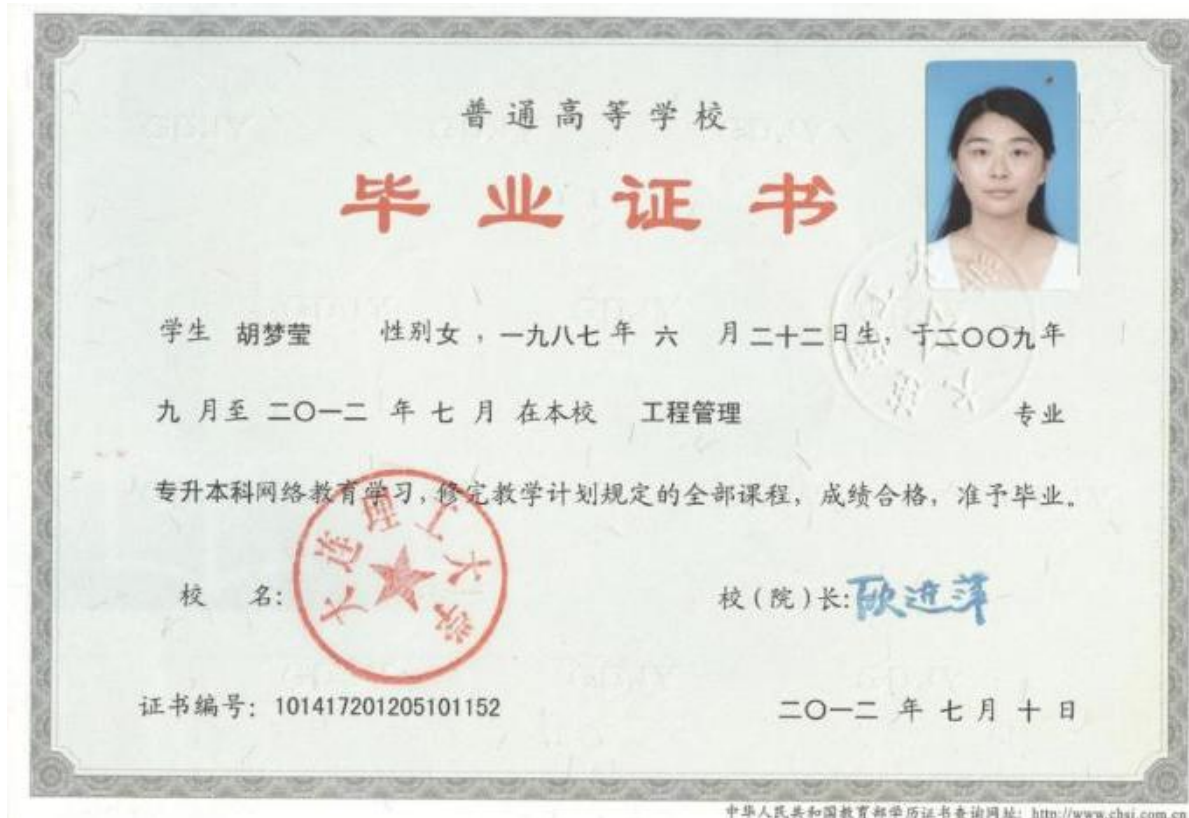 普通高等学校
毕业证书
学生 胡梦莹 性别女，一九八七年 六 月二十二日生，于二〇〇九年
九 月至 二〇一二 年 七 月 在本校 工程管理 专业
专升本科网络教育学习，修完教学计划规定的全部课程，成绩合格，准予毕业。
校 名：
大连理工大学
校（院）长：欧进萍
证书编号：101417201205101152
二〇一二 年 七 月 十 日
中华人民共和国教育部学历证书查询网址：http://www.chsi.com.cn